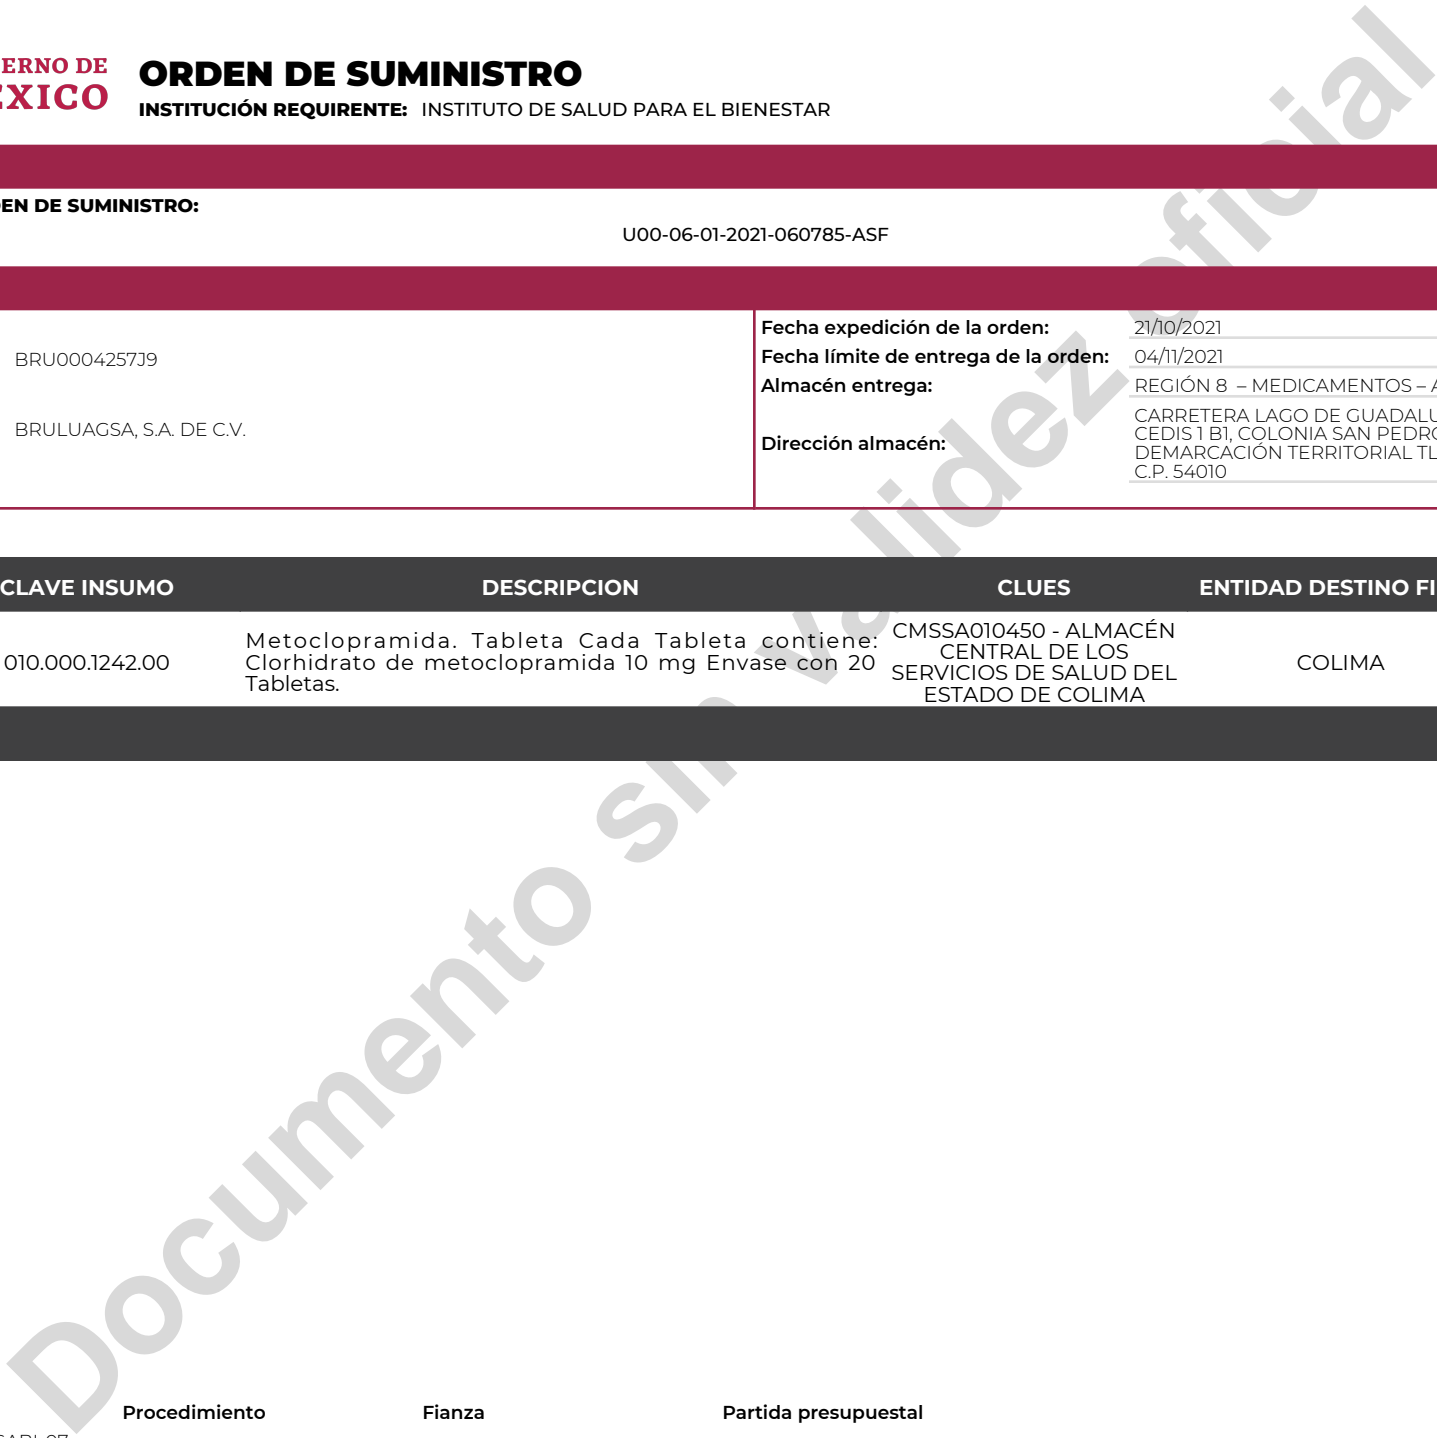 ERNO DE
ORDEN DE SUMINISTRO
INSTITUCIÓN REQUIRENTE: INSTITUTO DE SALUD PARA EL BIENESTAR
EN DE SUMINISTRO:
U00-06-01-2021-060785-ASF
BRU0004257J9
BRULUAGSA, S.A. DE C.V.
Fecha expedición de la orden: 21/10/2021
Fecha límite de entrega de la orden: 04/11/2021
Almacén entrega: REGIÓN 8 – MEDICAMENTOS –
Dirección almacén: CARRETERA LAGO DE GUADALU
CEDIS 1 B1, COLONIA SAN PEDRO
DEMARCACIÓN TERRITORIAL TL
C.P. 54010
CLAVE INSUMO DESCRIPCION CLUES ENTIDAD DESTINO FI
010.000.1242.00
Metoclopramida. Tableta Cada Tableta contiene:
Clorhidrato de metoclopramida 10 mg Envase con 20
Tabletas.
CMSSA010450 - ALMACÉN
CENTRAL DE LOS
SERVICIOS DE SALUD DEL
ESTADO DE COLIMA
COLIMA
Documento sin validez oficial
Procedimiento Fianza Partida presupuestal